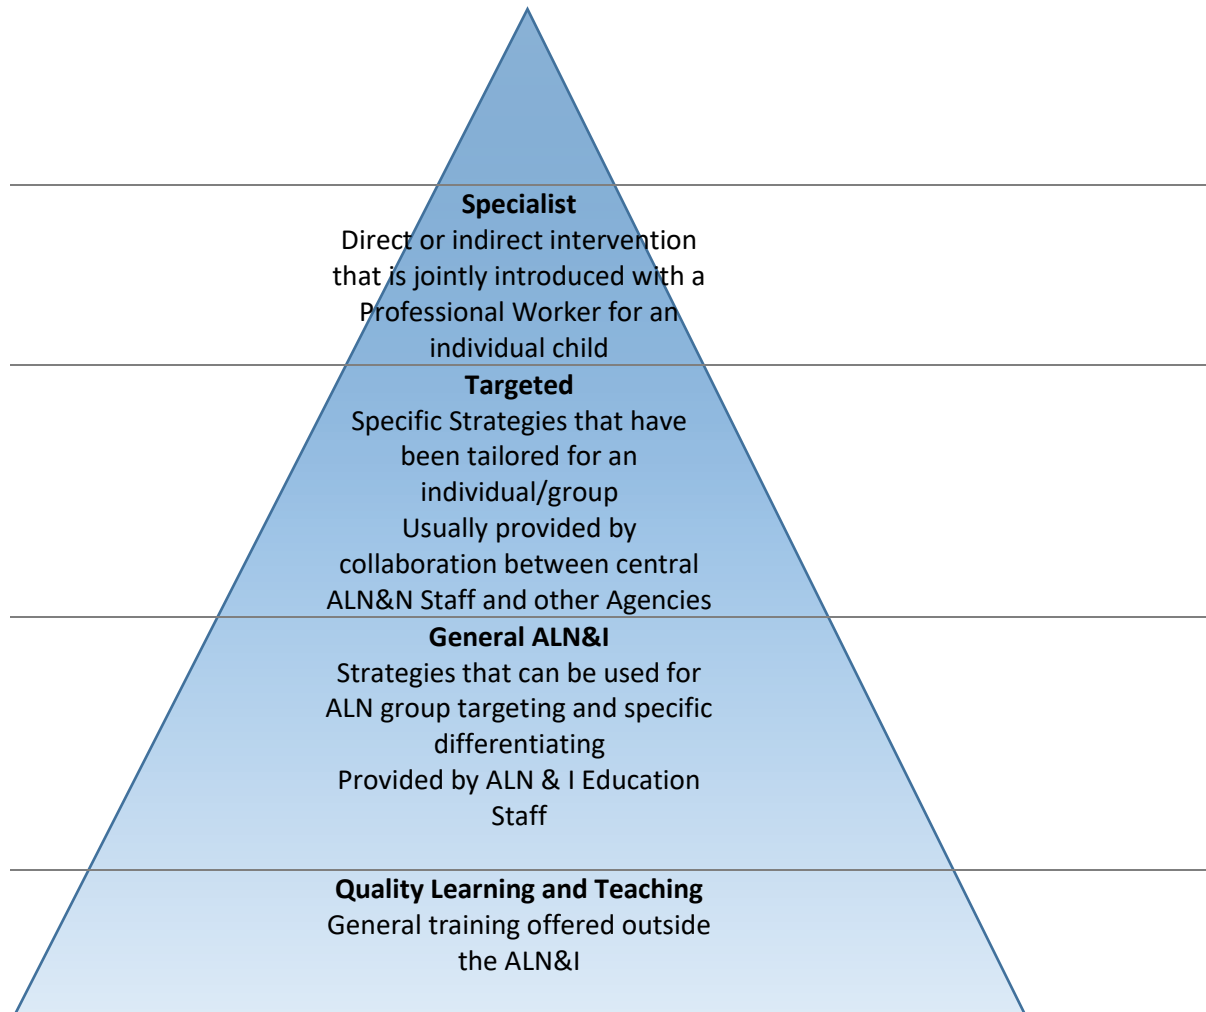 Specialist
Direct or indirect intervention
that is jointly introduced with a
Professional Worker for an
individual child
Targeted
Specific Strategies that have
been tailored for an
individual/group
Usually provided by
collaboration between central
ALN&N Staff and other Agencies
General ALN&I
Strategies that can be used for
ALN group targeting and specific
differentiating
Provided by ALN & I Education
Staff
Quality Learning and Teaching
General training offered outside
the ALN&I